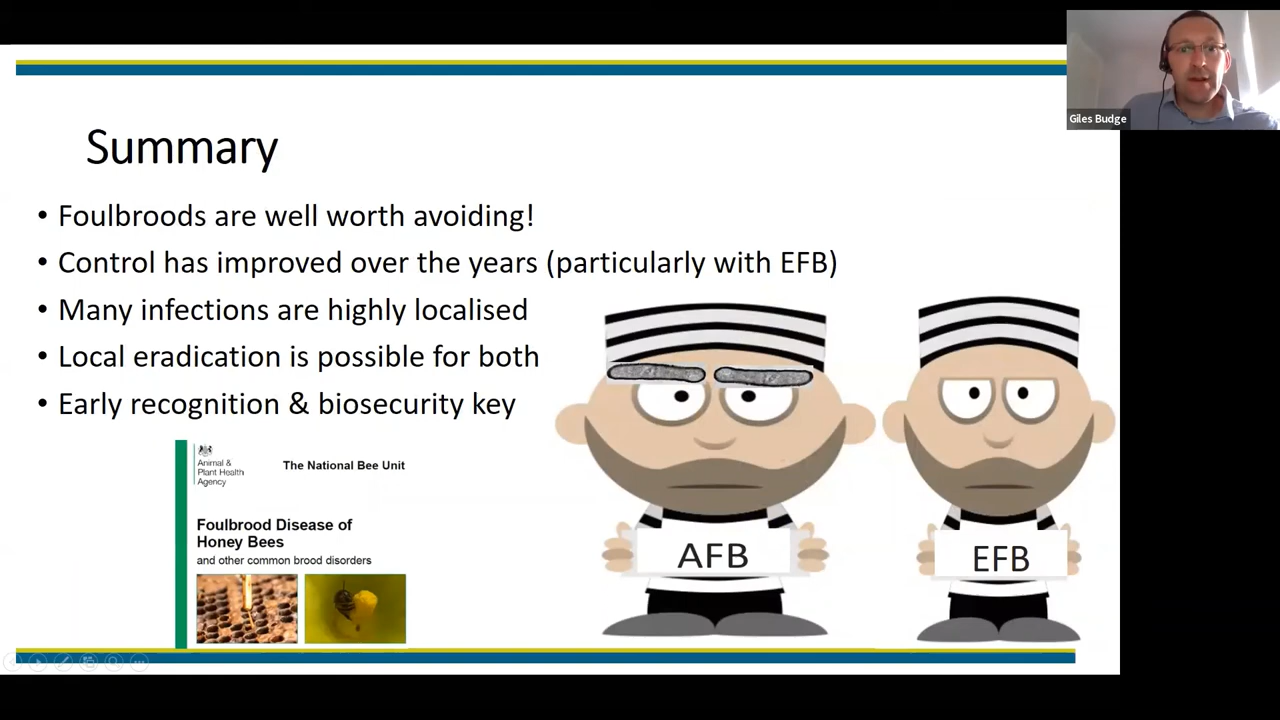 Giles Budge
Summary
• Foulbroods are well worth avoiding!
• Control has improved over the years (particularly with EFB)
• Many infections are highly localised
• Local eradication is possible for both
• Early recognition & biosecurity key
Animal &
Plant Health
Agency
The National Bee Unit
Foulbrood Disease of
Honey Bees
and other common brood disorders
AFB
EFB